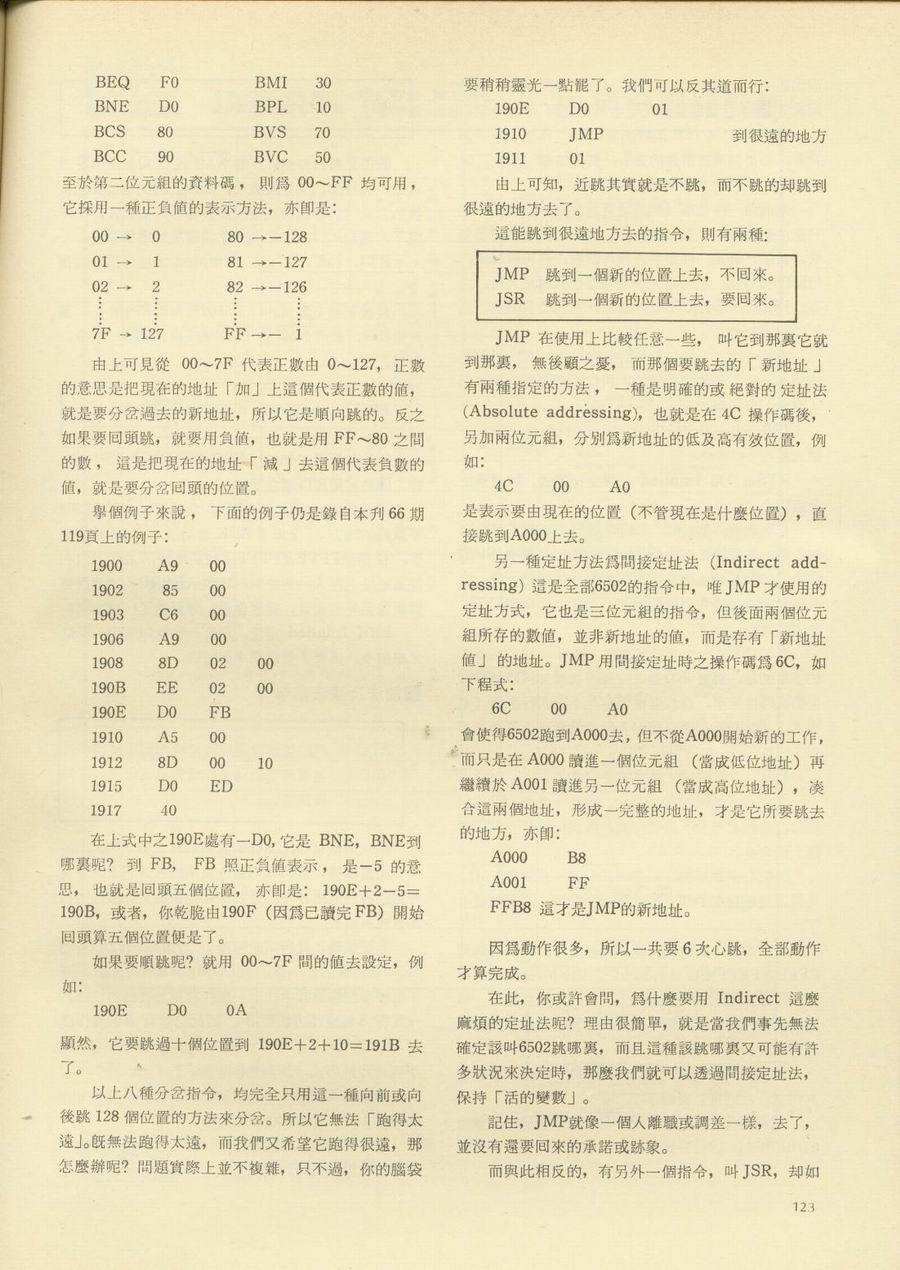 BEQ F0 BMI 30
BNE D0 BPL 10
BCS 80 BVS 70
BCC 90 BVC 50
至於第二位元組的資料碼，則爲 00～FF 均可用，
它採用一種正負値的表示方法，亦卽是：
00 → 0 80 →－128
01 → 1 81 →－127
02 → 2 82 →－126
⋮ ⋮ ⋮ ⋮
7F → 127 FF →－ 1
由上可見從 00～7F 代表正數由 0～127，正數
的意思是把現在的地址「加」上這個代表正數的値，
就是要分岔過去的新地址，所以它是順向跳的。反之
如果要囘頭跳，就要用負値，也就是用 FF～80 之間
的數，這是把現在的地址「減」去這個代表負數的
値，就是要分岔囘頭的位置。
擧個例子來說，下面的例子仍是錄自本刋 66 期
119頁上的例子：
1900 A9 00
1902 85 00
1903 C6 00
1906 A9 00
1908 8D 02 00
190B EE 02 00
190E D0 FB
1910 A5 00
1912 8D 00 10
1915 D0 ED
1917 40
在上式中之190E處有一D0,它是 BNE，BNE到
哪裏呢？到 FB，FB 照正負値表示，是－5 的意
思，也就是囘頭五個位置，亦卽是：190E＋2－5＝
190B，或者，你乾脆由190F（因爲已讀完 FB）開始
囘頭算五個位置便是了。
如果要順跳呢？就用 00～7F 間的値去設定，例
如：
190E D0 0A
顯然，它要跳過十個位置到 190E＋2＋10＝191B 去
了。
以上八種分岔指令，均完全只用這一種向前或向
後跳 128 個位置的方法來分岔。所以它無法「跑得太
遠」。旣無法跑得太遠，而我們又希望它跑得很遠，那
怎麼辦呢？問題實際上並不複雜，只不過，你的腦袋
要稍稍靈光一點罷了。我們可以反其道而行：
190E D0 01
1910 JMP 到很遠的地方
1911 01
由上可知，近跳其實就是不跳，而不跳的却跳到
很遠的地方去了。
這能跳到很遠地方去的指令，則有兩種：
JMP 跳到一個新的位置上去，不囘來。
JSR 跳到一個新的位置上去，要囘來。
JMP 在使用上比較任意一些，叫它到那裏它就
到那裏，無後顧之憂，而那個要跳去的「新地址」
有兩種指定的方法，一種是明確的或絕對的定址法
(Absolute addressing)，也就是在 4C 操作碼後，
另加兩位元組，分別爲新地址的低及高有效位置，例
如：
4C 00 A0
是表示要由現在的位置（不管現在是什麼位置），直
接跳到A000上去。
另一種定址方法爲間接定址法（Indirect add-
ressing）這是全部6502的指令中，唯JMP才使用的
定址方式，它也是三位元組的指令，但後面兩個位元
組所存的數値，並非新地址的値，而是存有「新地址
値」的地址。JMP 用間接定址時之操作碼爲 6C，如
下程式：
6C 00 A0
會使得6502跑到A000去，但不從A000開始新的工作，
而只是在 A000 讀進一個位元組（當成低位地址）再
繼續於 A001 讀進另一位元組（當成高位地址），湊
合這兩個地址，形成一完整的地址，才是它所要跳去
的地方，亦卽：
A000 B8
A001 FF
FFB8 這才是JMP的新地址。
因爲動作很多，所以一共要 6 次心跳，全部動作
才算完成。
在此，你或許會問，爲什麼要用 Indirect 這麼
麻煩的定址法呢？理由很簡單，就是當我們事先無法
確定該叫6502跳哪裏，而且這種該跳哪裏又可能有許
多狀況來決定時，那麼我們就可以透過間接定址法，
保持「活的變數」。
記住，JMP就像一個人離職或調差一樣，去了，
並沒有還要囘來的承諾或跡象。
而與此相反的，有另外一個指令，叫 JSR，却如
123